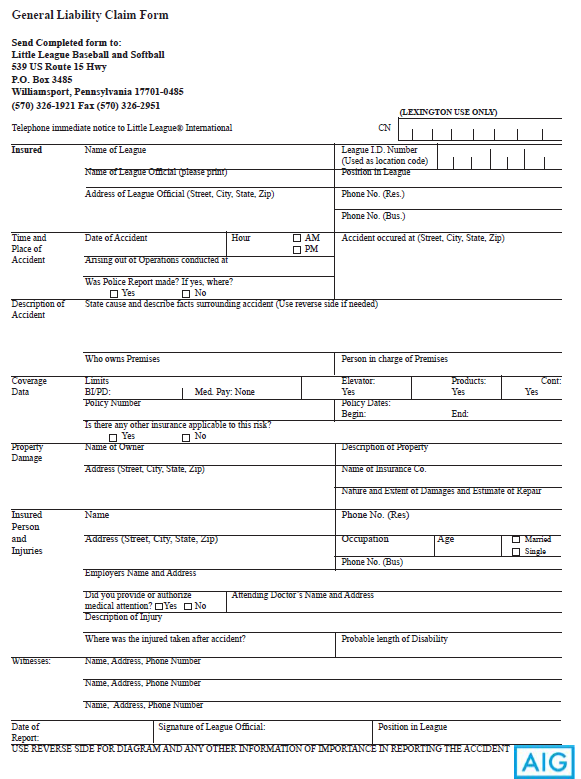 General Liability Claim Form
Send Completed form to:
Little League Baseball and Softball
539 US Route 15 Hwy
P.O. Box 3485
Williamsport, Pennsylvania 17701-0485
(570) 326-1921 Fax (570) 326-2951
(LEXINGTON USE ONLY)
Telephone immediate notice to Little League® International CN
Insured Name of League League I.D. Number
(Used as location code)
Name of League Official (please print) Position in League
Address of League Official (Street, City, State, Zip) Phone No. (Res.)
Phone No. (Bus.)
Time and Date of Accident Hour AM Accident occured at (Street, City, State, Zip)
Place of PM
Accident Arising out of Operations conducted at
Was Police Report made? If yes, where?
Yes No
Description of State cause and describe facts surrounding accident (Use reverse side if needed)
Accident
Who owns Premises Person in charge of Premises
Coverage Limits Elevator: Products: Cont:
Data BI/PD: Med. Pay: None Yes Yes Yes
Policy Number Policy Dates:
Begin: End:
Is there any other insurance applicable to this risk?
Yes No
Property Name of Owner Description of Property
Damage
Address (Street, City, State, Zip) Name of Insurance Co.
Nature and Extent of Damages and Estimate of Repair
Insured Name Phone No. (Res)
Person
and Address (Street, City, State, Zip) Occupation Age Married
Injuries Single
Phone No. (Bus)
Employers Name and Address
Did you provide or authorize Attending Doctor's Name and Address
medical attention? Yes No
Description of Injury
Where was the injured taken after accident? Probable length of Disability
Witnesses: Name, Address, Phone Number
Name, Address, Phone Number
Name, Address, Phone Number
Date of Signature of League Official: Position in League
Report:
USE REVERSE SIDE FOR DIAGRAM AND ANY OTHER INFORMATION OF IMPORTANCE IN REPORTING THE ACCIDENT
AIG